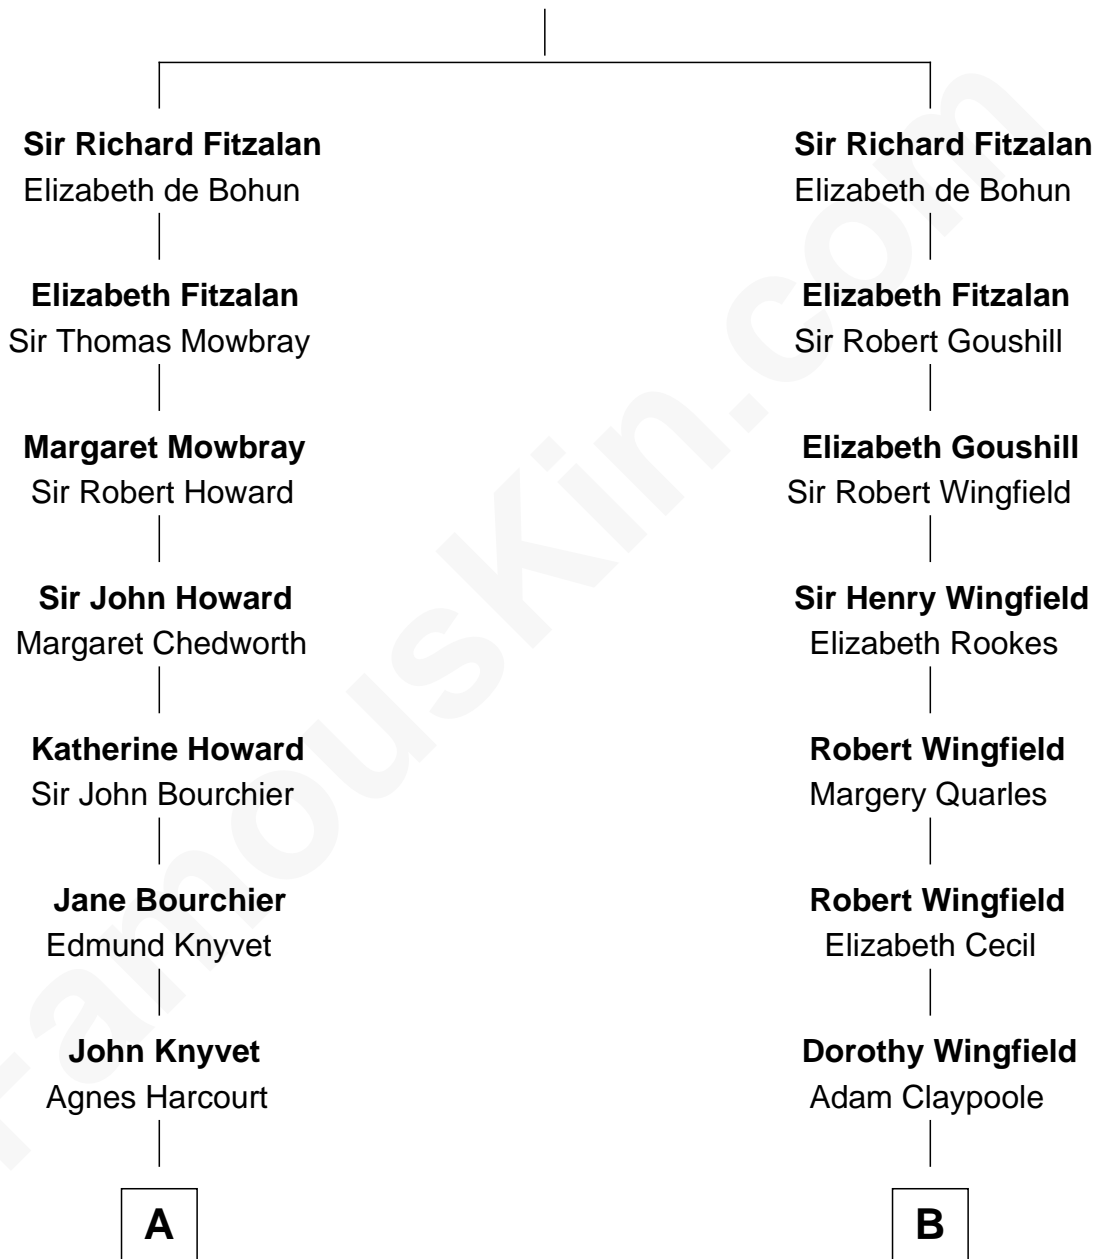 Sir Richard Fitzalan
Elizabeth de Bohun
Elizabeth Fitzalan
Sir Thomas Mowbray
Margaret Mowbray
Sir Robert Howard
Sir John Howard
Margaret Chedworth
Katherine Howard
Sir John Bourchier
Jane Bourchier
Edmund Knyvet
John Knyvet
Agnes Harcourt
A
Sir Richard Fitzalan
Elizabeth de Bohun
Elizabeth Fitzalan
Sir Robert Goushill
Elizabeth Goushill
Sir Robert Wingfield
Sir Henry Wingfield
Elizabeth Rookes
Robert Wingfield
Margery Quarles
Robert Wingfield
Elizabeth Cecil
Dorothy Wingfield
Adam Claypoole
B
FamousKin.com